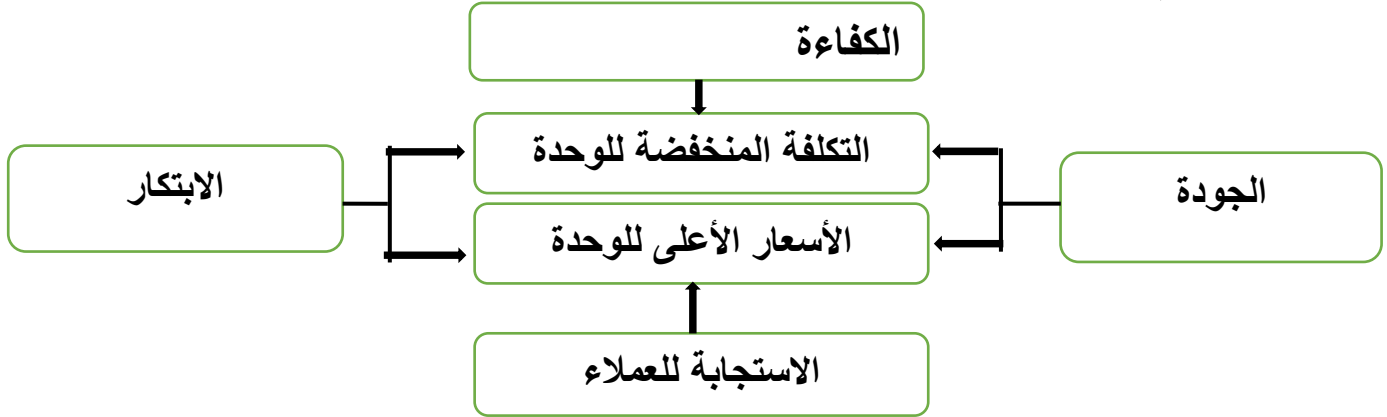 الكفاءة
التكلفة المنخفضة للوحدة
الجودة
الابتكار
الأسعار الأعلى للوحدة
الاستجابة للعملاء